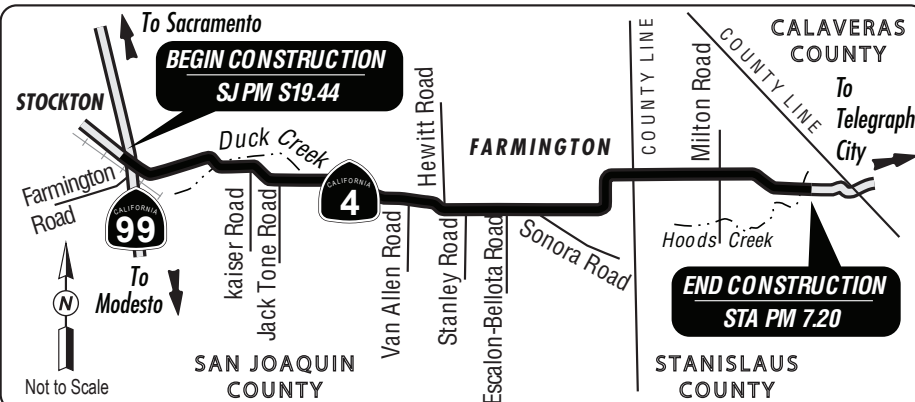 To Sacramento
BEGIN CONSTRUCTION
SJ PM S19.44
STOCKTON
Farmington
Road
CALIFORNIA
99
To
Modesto
N
Not to Scale
Duck Creek
kaiser Road
Jack Tone Road
CALIFORNIA
4
Van Allen Road
Hewitt Road
Stanley Road
Escalon-Bellota Road
Sonora Road
FARMINGTON
SAN JOAQUIN
COUNTY
COUNTY LINE
Milton Road
COUNTY LINE
CALAVERAS
COUNTY
To
Telegraph
City
Hoods Creek
END CONSTRUCTION
STA PM 7.20
STANISLAUS
COUNTY